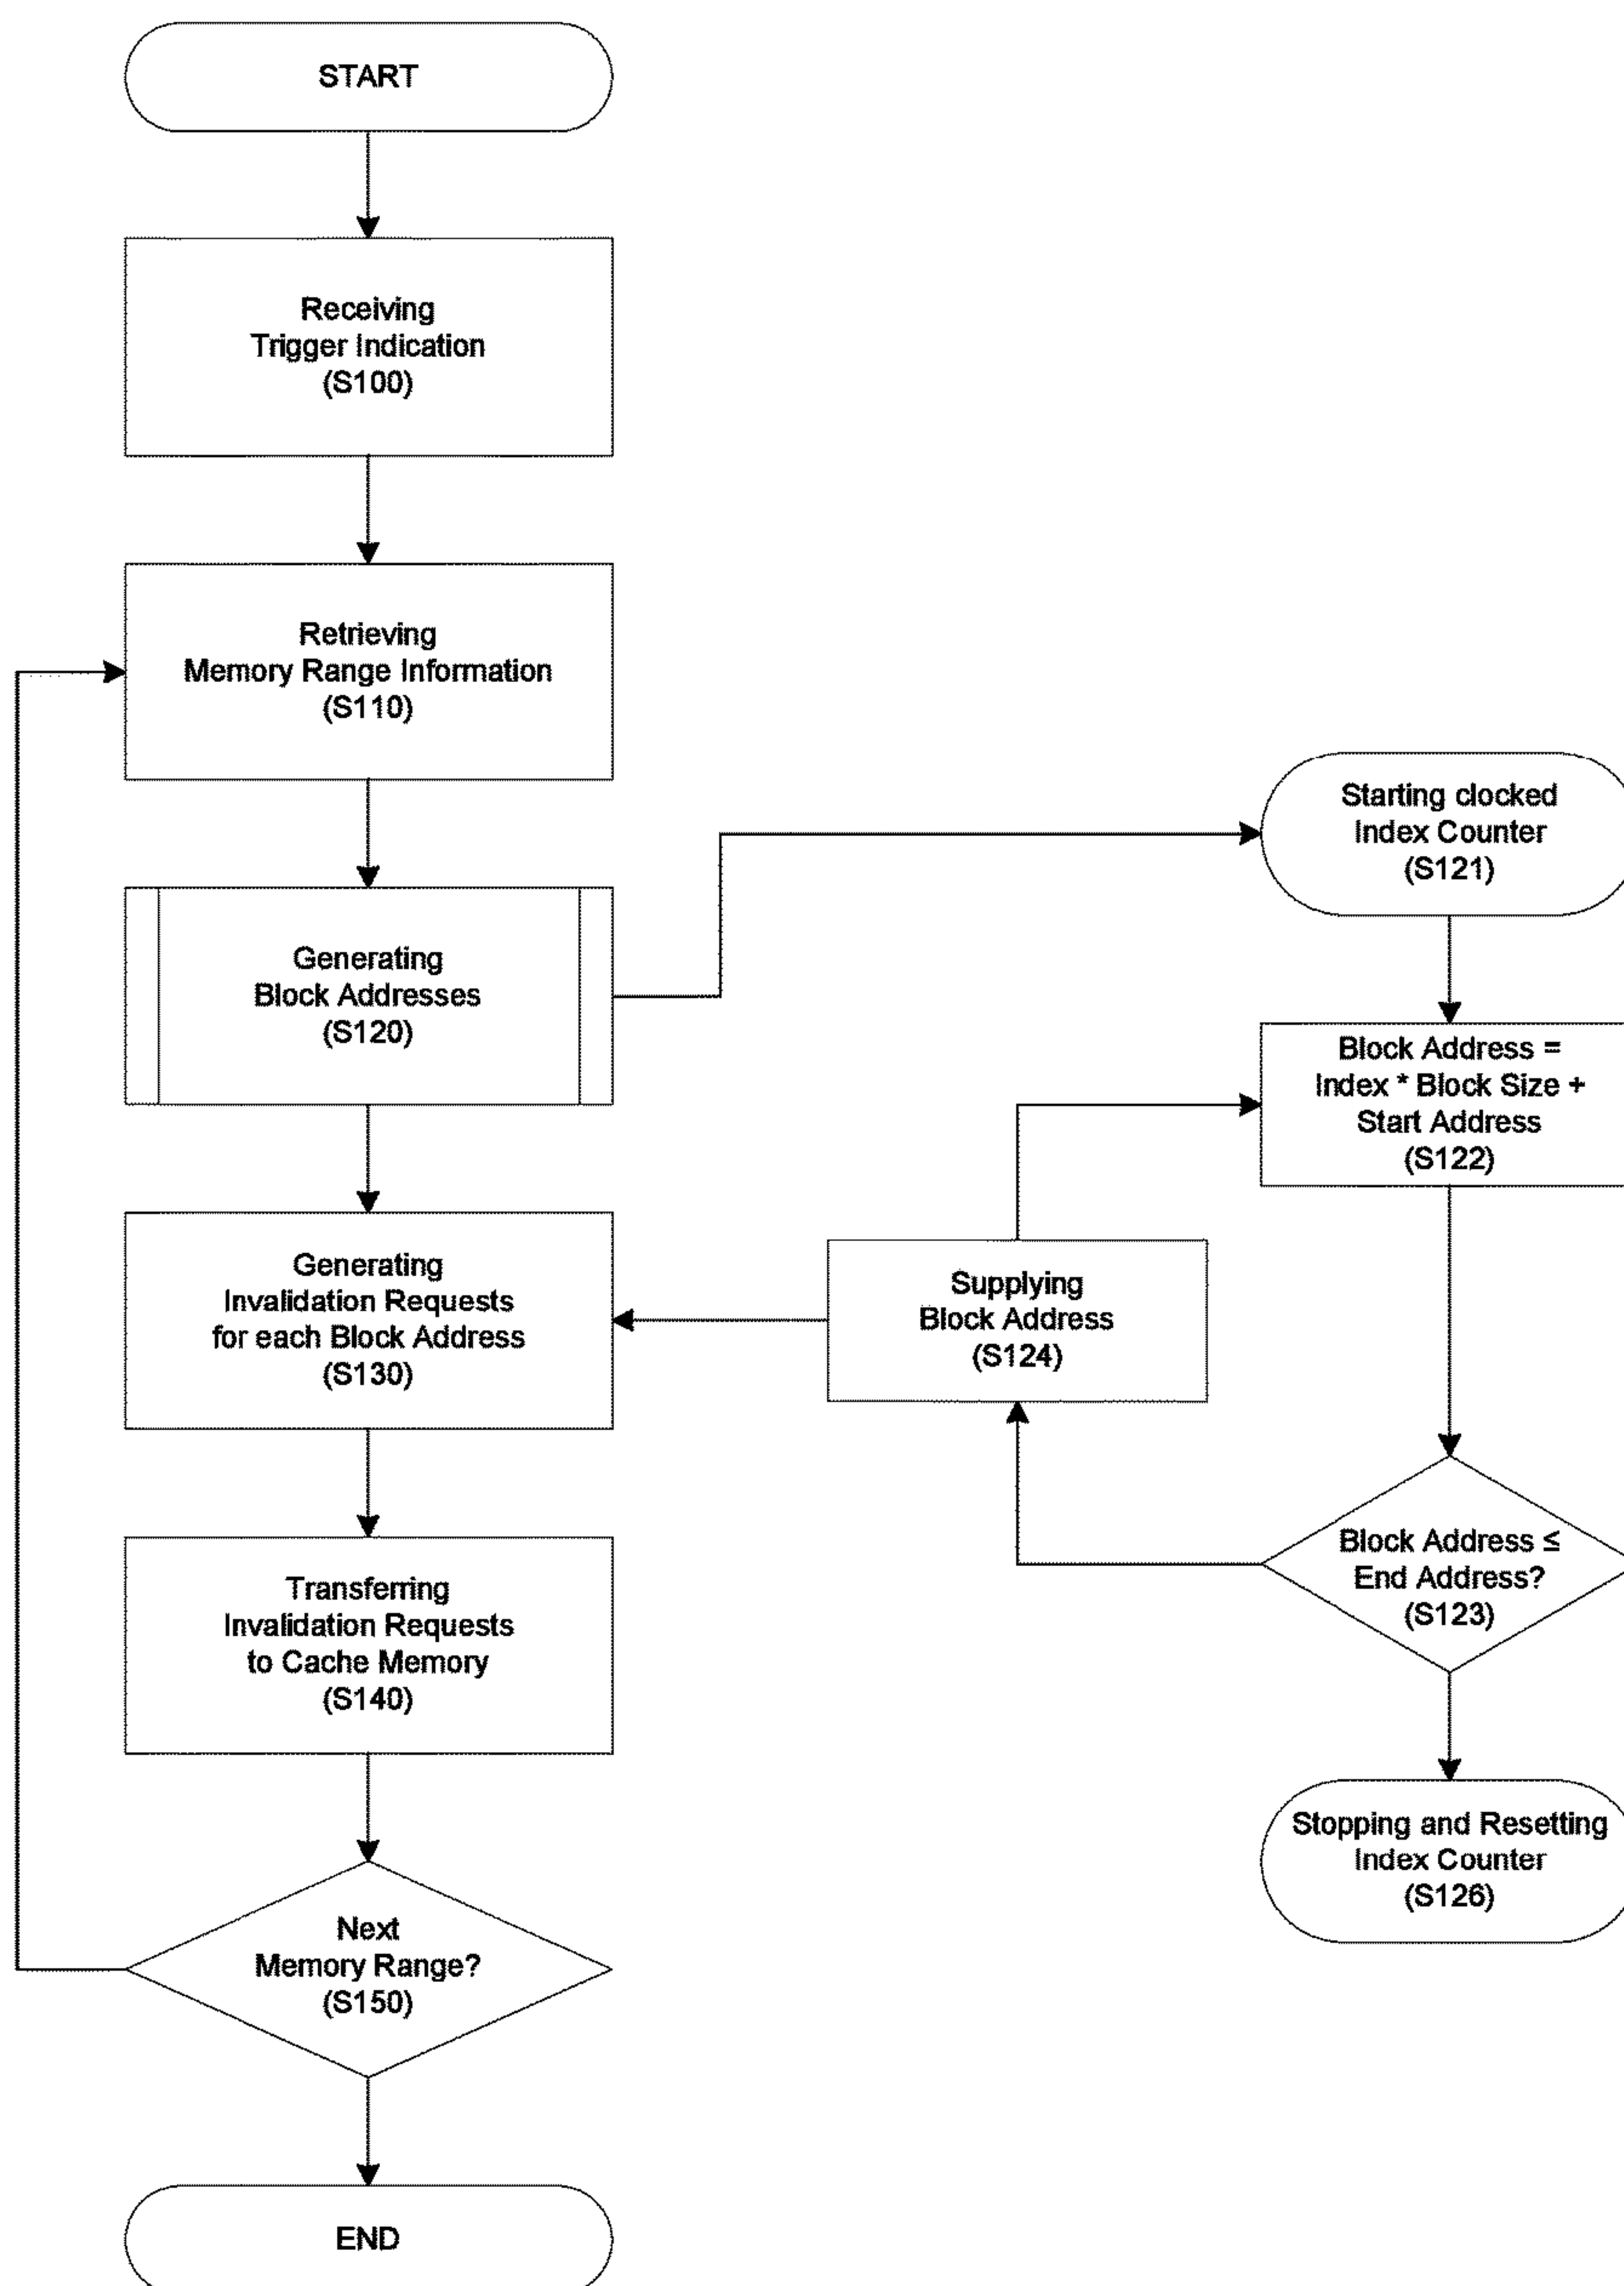 START
Receiving
Trigger Indication
(S100)
Retrieving
Memory Range Information
(S110)
Generating
Block Addresses
(S120)
Generating
Invalidation Requests
for each Block Address
(S130)
Transferring
Invalidation Requests
to Cache Memory
(S140)
Next
Memory Range?
(S150)
END
Starting clocked
Index Counter
(S121)
Block Address =
Index * Block Size +
Start Address
(S122)
Supplying
Block Address
(S124)
Block Address ≤
End Address?
(S123)
Stopping and Resetting
Index Counter
(S126)